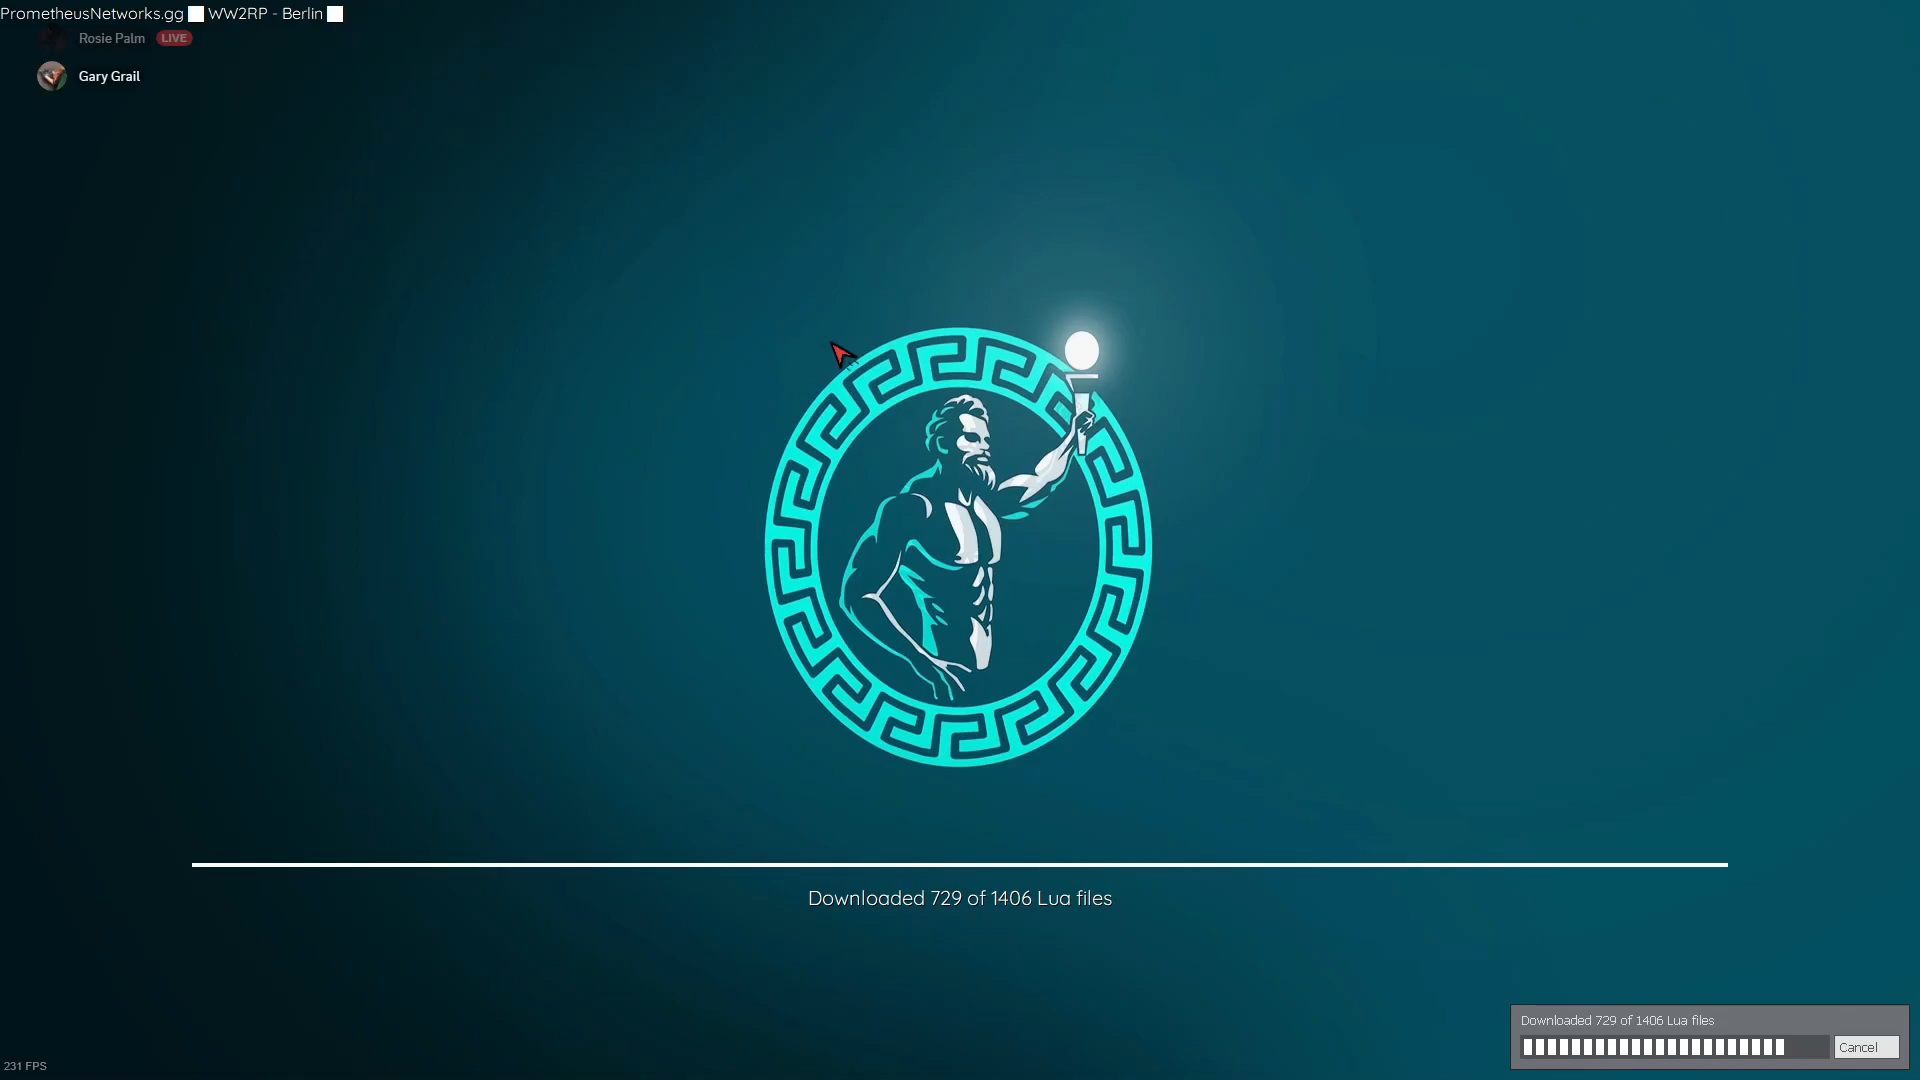 PrometheusNetworks.gg WW2RP - Berlin
Rosie Palm LIVE
Gary Grail
Downloaded 729 of 1406 Lua files
Downloaded 729 of 1406 Lua files
Cancel
231 FPS